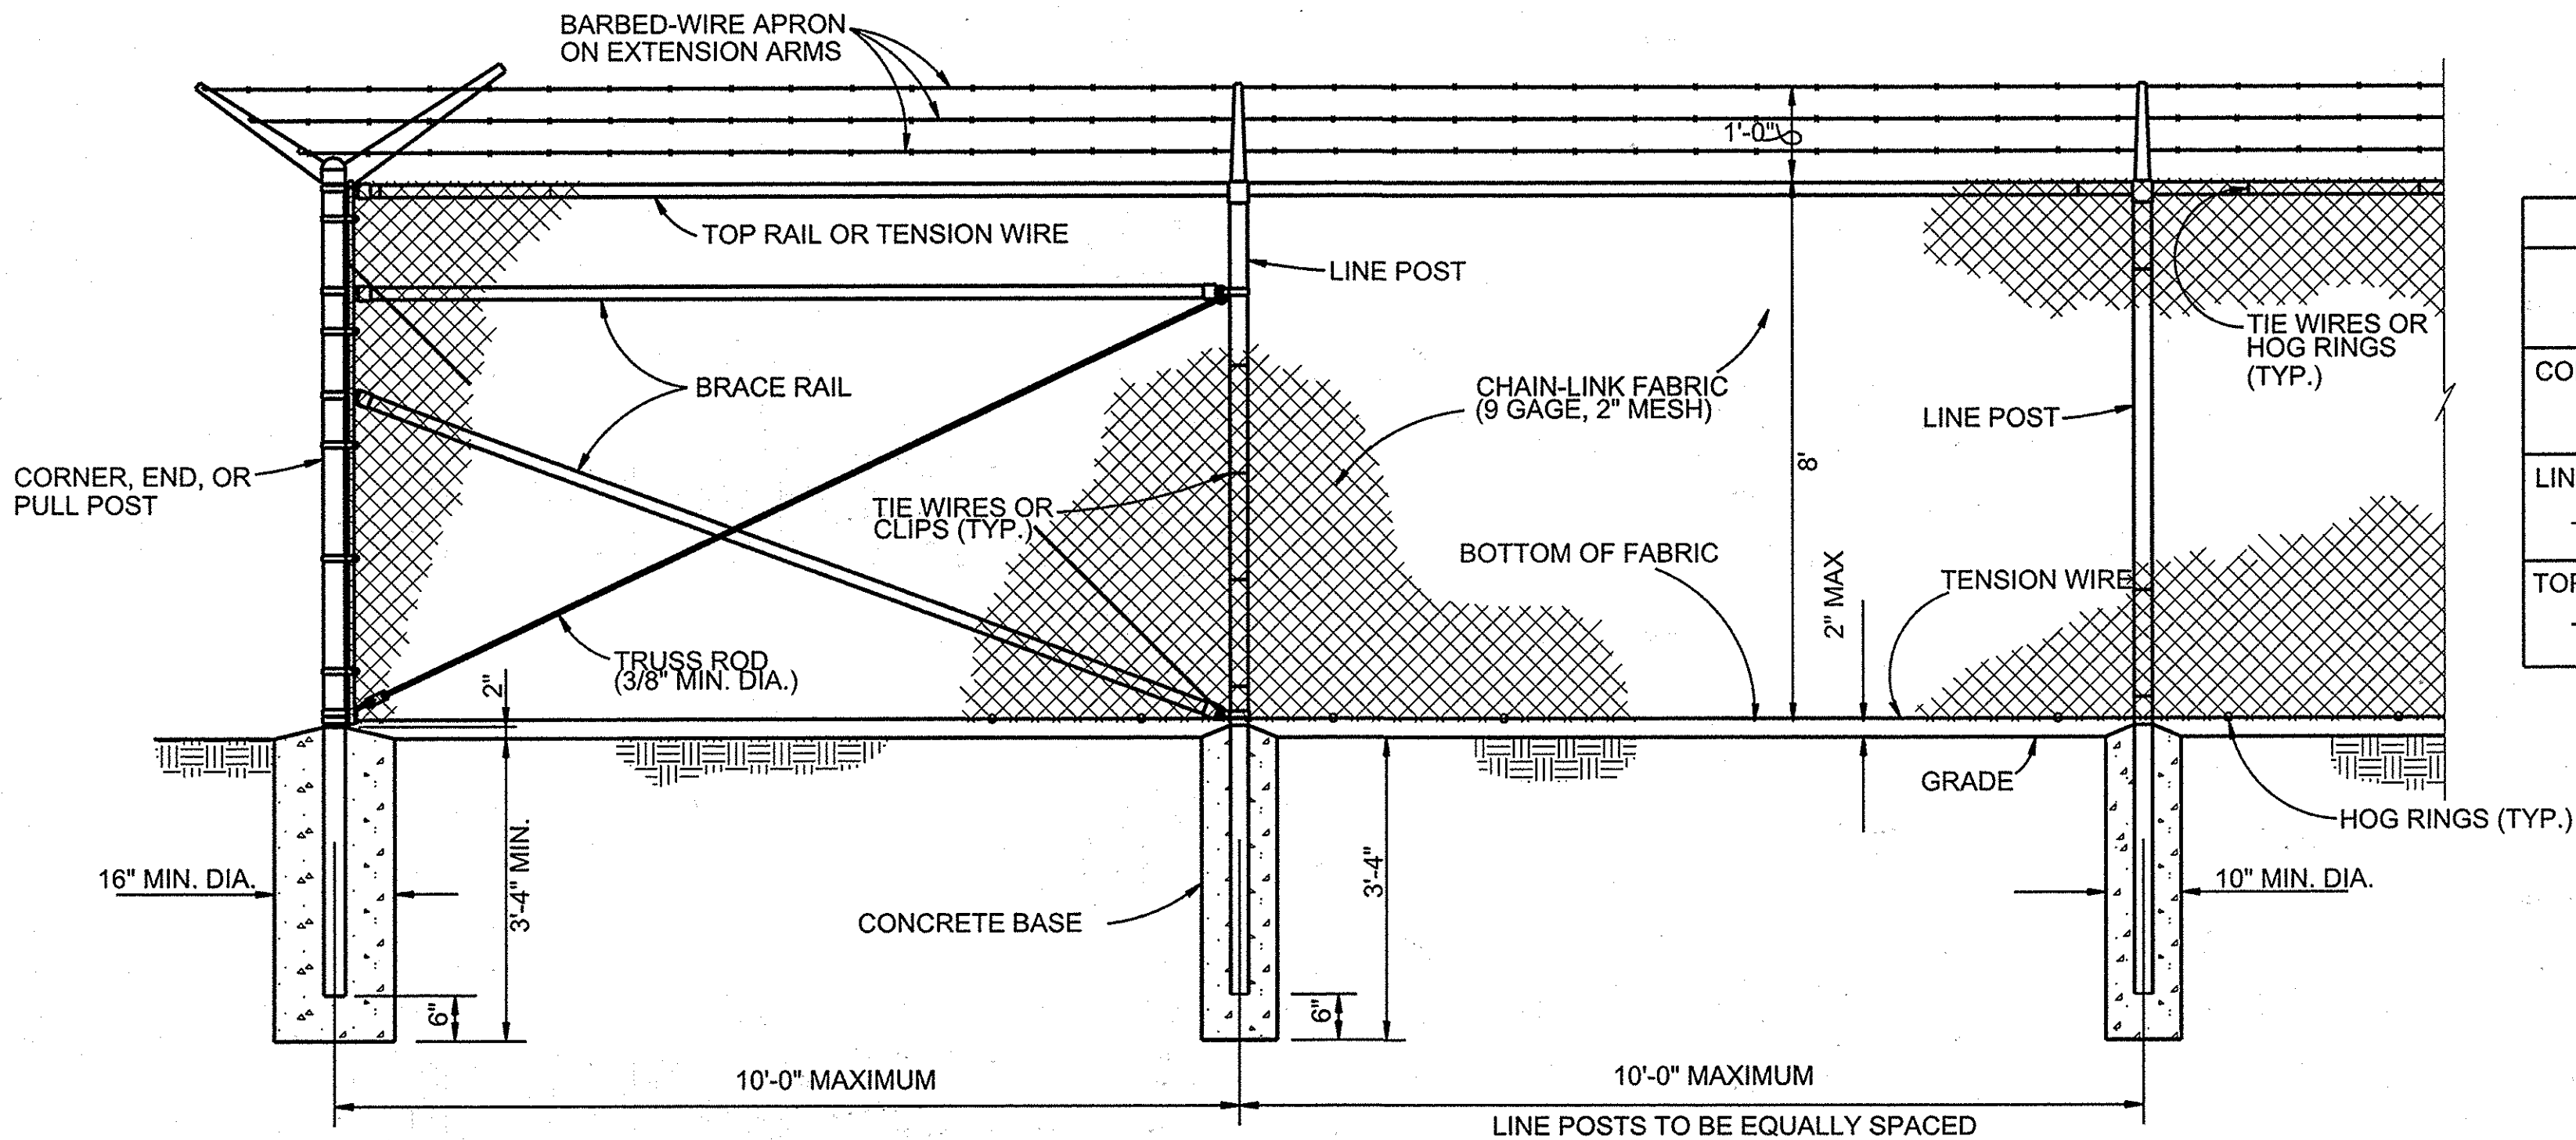 BARBED-WIRE APRON
ON EXTENSION ARMS
1'-0"
TOP RAIL OR TENSION WIRE
LINE POST
TIE WIRES OR
HOG RINGS
(TYP.)
BRACE RAIL
CHAIN-LINK FABRIC
(9 GAGE, 2" MESH)
LINE POST
CORNER, END, OR
PULL POST
8'
TIE WIRES OR
CLIPS (TYP.)
BOTTOM OF FABRIC
2" MAX
TENSION WIRE
TRUSS ROD
(3/8" MIN. DIA.)
2"
GRADE
HOG RINGS (TYP.)
16" MIN. DIA.
3'-4" MIN.
3'-4"
10" MIN. DIA.
CONCRETE BASE
6"
6"
10'-0" MAXIMUM
10'-0" MAXIMUM
LINE POSTS TO BE EQUALLY SPACED
CO
LIN
TOP